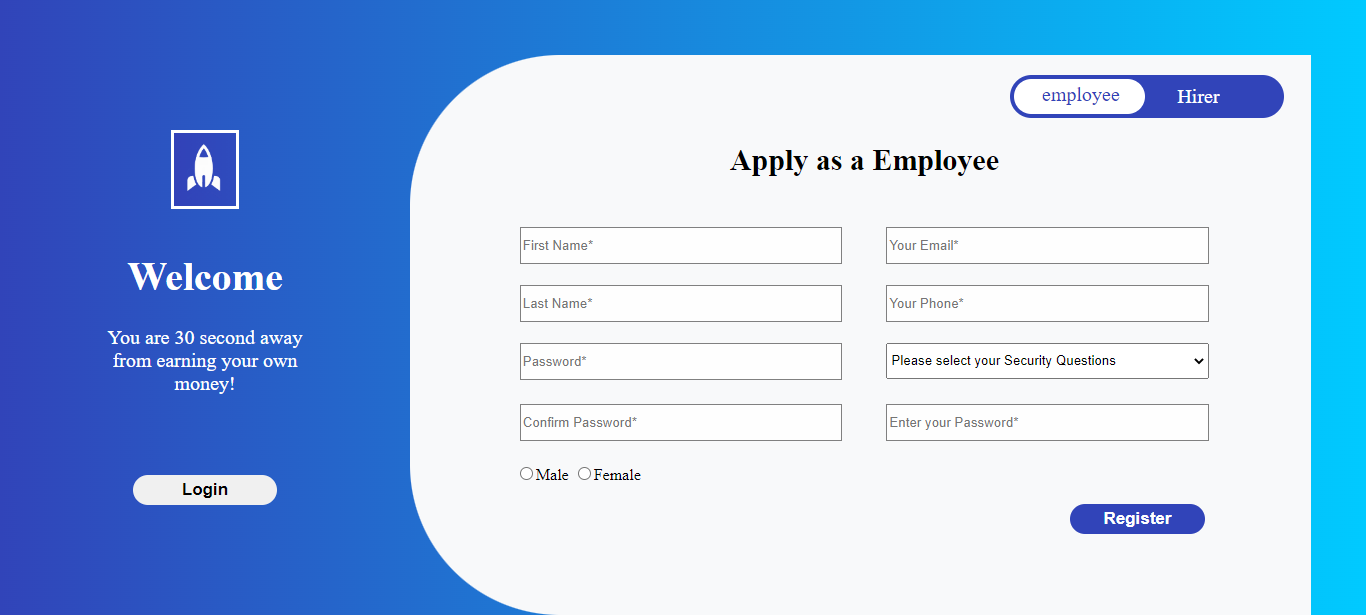 employee Hirer
Welcome
You are 30 second away
from earning your own
money!
Login
Apply as a Employee
First Name*
Your Email*
Last Name*
Your Phone*
Password*
Please select your Security Questions
Confirm Password*
Enter your Password*
Male Female
Register